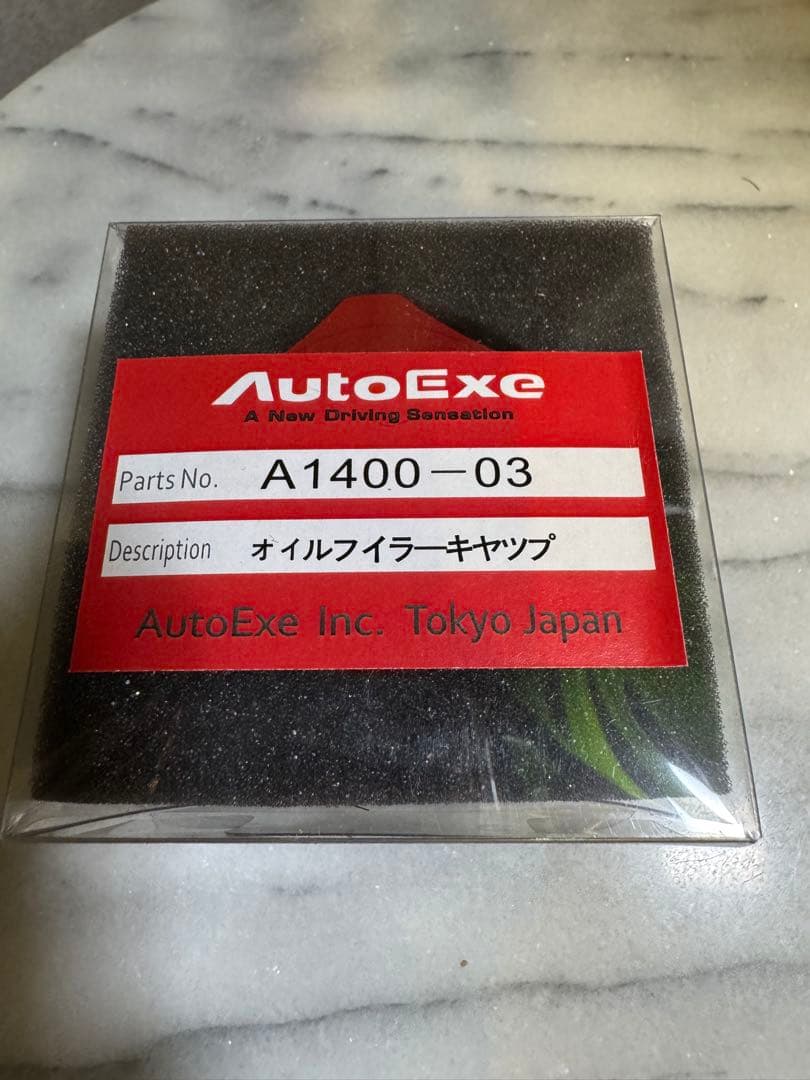 AutoExe
A New Driving Sensation
Parts No. A1400-03
Description オイルフイラーキヤツプ
AutoExe Inc. Tokyo Japan